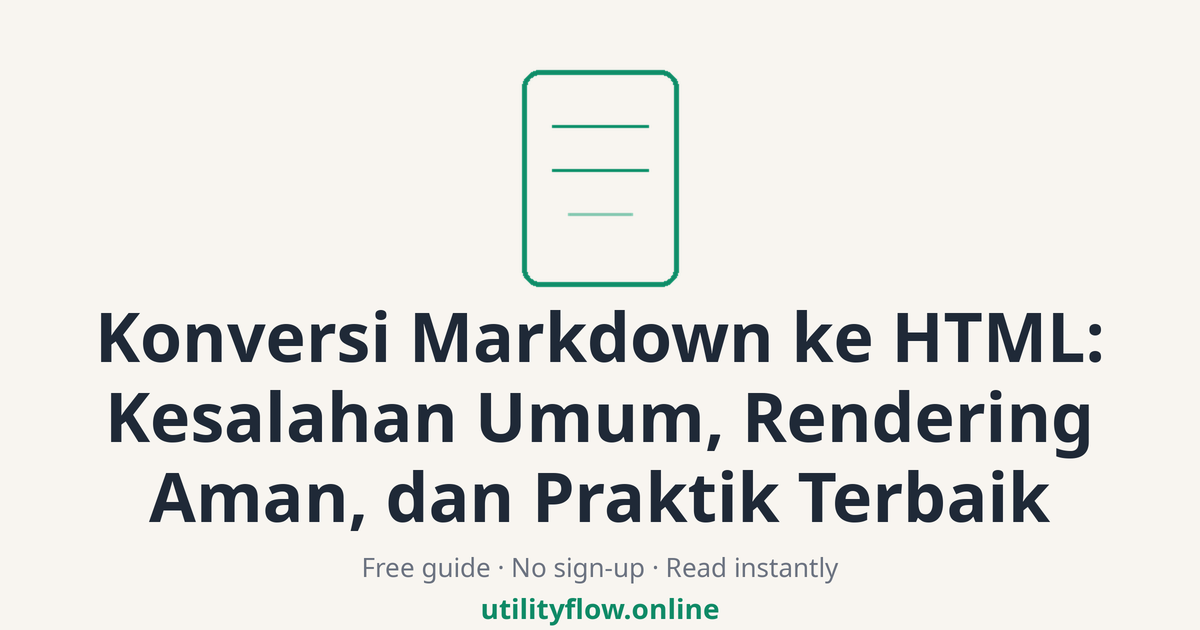 Konversi Markdown ke HTML:
Kesalahan Umum, Rendering
Aman, dan Praktik Terbaik
Free guide · No sign-up · Read instantly
utilityflow.online